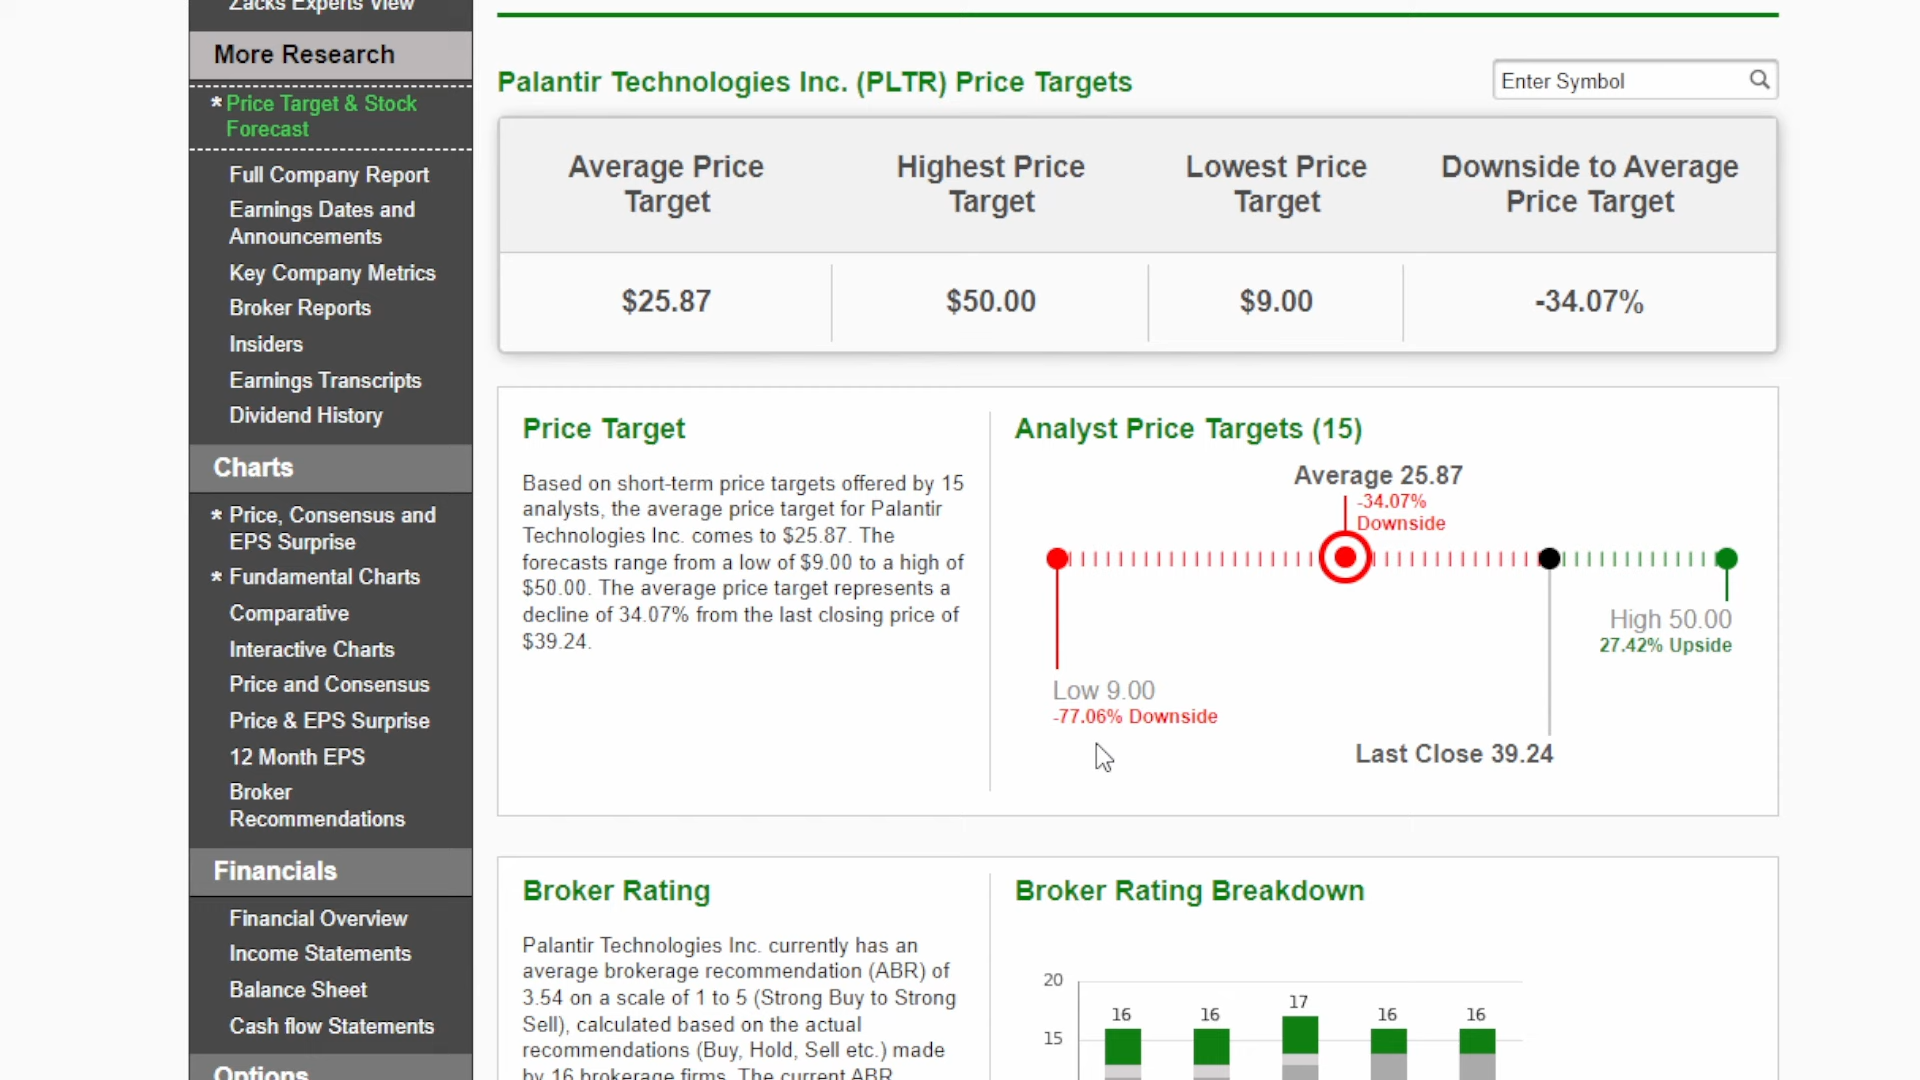 Zacks Experts View
More Research
* Price Target & Stock
Forecast
Full Company Report
Earnings Dates and
Announcements
Key Company Metrics
Broker Reports
Insiders
Earnings Transcripts
Dividend History
Charts
* Price, Consensus and
EPS Surprise
* Fundamental Charts
Comparative
Interactive Charts
Price and Consensus
Price & EPS Surprise
12 Month EPS
Broker
Recommendations
Financials
Financial Overview
Income Statements
Balance Sheet
Cash flow Statements
Options
Palantir Technologies Inc. (PLTR) Price Targets
Enter Symbol
Average Price
Target
Highest Price
Target
Lowest Price
Target
Downside to Average
Price Target
$25.87
$50.00
$9.00
-34.07%
Price Target
Based on short-term price targets offered by 15
analysts, the average price target for Palantir
Technologies Inc. comes to $25.87. The
forecasts range from a low of $9.00 to a high of
$50.00. The average price target represents a
decline of 34.07% from the last closing price of
$39.24.
Analyst Price Targets (15)
Average 25.87
-34.07%
Downside
High 50.00
27.42% Upside
Low 9.00
-77.06% Downside
Last Close 39.24
Broker Rating
Palantir Technologies Inc. currently has an
average brokerage recommendation (ABR) of
3.54 on a scale of 1 to 5 (Strong Buy to Strong
Sell), calculated based on the actual
recommendations (Buy, Hold, Sell etc.) made
by 16 brokerage firms. The current ABR
Broker Rating Breakdown
20
15
16
16
17
16
16